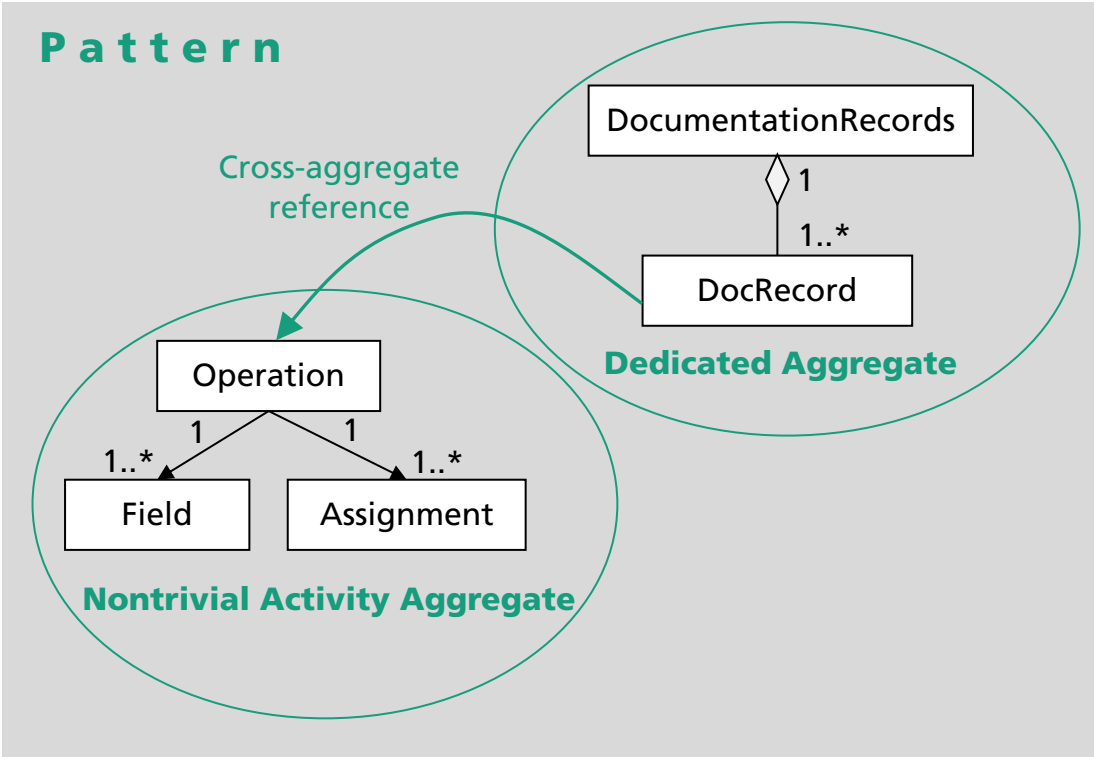 Pattern
DocumentationRecords
1
1..*
DocRecord
Dedicated Aggregate
Cross-aggregate
reference
Operation
1
1
1..*
1..*
Field
Assignment
Nontrivial Activity Aggregate